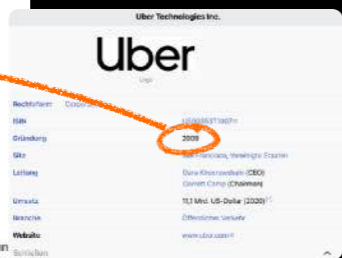 Uber Technologies Inc.
Uber
Logo
Rechtsform
ISIN
Gründung 2009
Sitz San Francisco, Vereinigte Staaten
Leitung Dara Khosrowshahi (CEO)
Garrett Camp (Chairman)
Umsatz 11,1 Mrd. US-Dollar (2020)
Branche Öffentlicher Verkehr
Website www.uber.com
Schließen